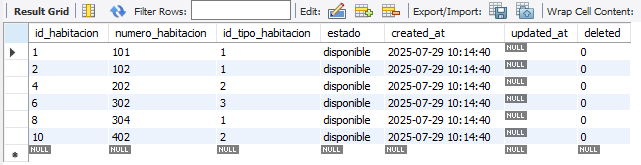 Result Grid Filter Rows: Edit: Export/Import: Wrap Cell Content:
id_habitacion numero_habitacion id_tipo_habitacion estado created_at updated_at deleted
1 101 1 disponible 2025-07-29 10:14:40 NULL 0
2 102 1 disponible 2025-07-29 10:14:40 NULL 0
4 202 2 disponible 2025-07-29 10:14:40 NULL 0
6 302 3 disponible 2025-07-29 10:14:40 NULL 0
8 304 1 disponible 2025-07-29 10:14:40 NULL 0
10 402 2 disponible 2025-07-29 10:14:40 NULL 0
NULL NULL NULL NULL NULL NULL NULL